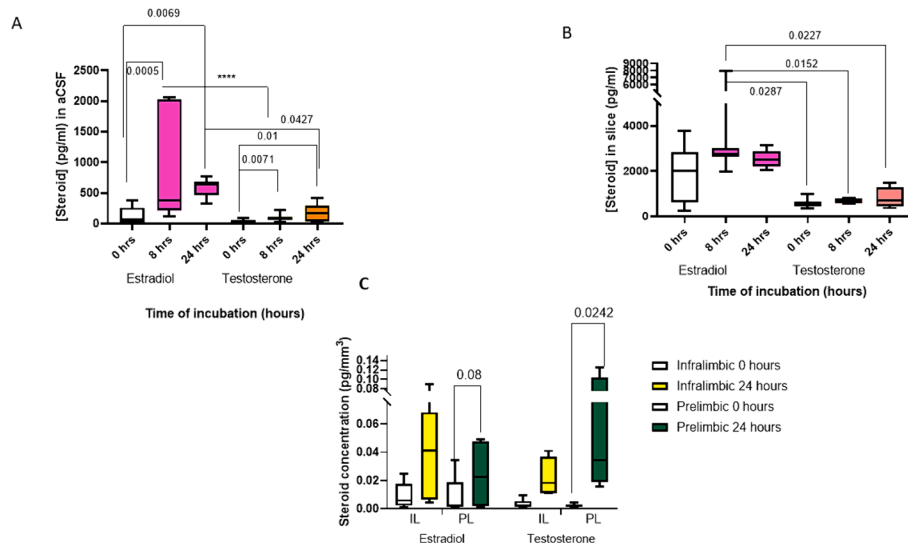 A
0.0069
0.0005
****
0.0427
0.01
0.0071
[Steroid] (pg/ml) in aCSF
2500
2000
1500
1000
500
0
0 hrs
8 hrs
24 hrs
0 hrs
8 hrs
24 hrs
Estradiol
Testosterone
Time of incubation (hours)
B
0.0227
0.0152
0.0287
[Steroid] in slice (pg/ml)
9000
8000
7000
6000
4000
2000
0
0 hrs
8 hrs
24 hrs
0 hrs
8 hrs
24 hrs
Estradiol
Testosterone
Time of incubation (hours)
C
0.0242
0.08
Steroid concentration (pg/mm³)
0.14
0.12
0.10
0.08
0.06
0.04
0.02
0.00
IL
PL
IL
PL
Estradiol
Testosterone
Infralimbic 0 hours
Infralimbic 24 hours
Prelimbic 0 hours
Prelimbic 24 hours